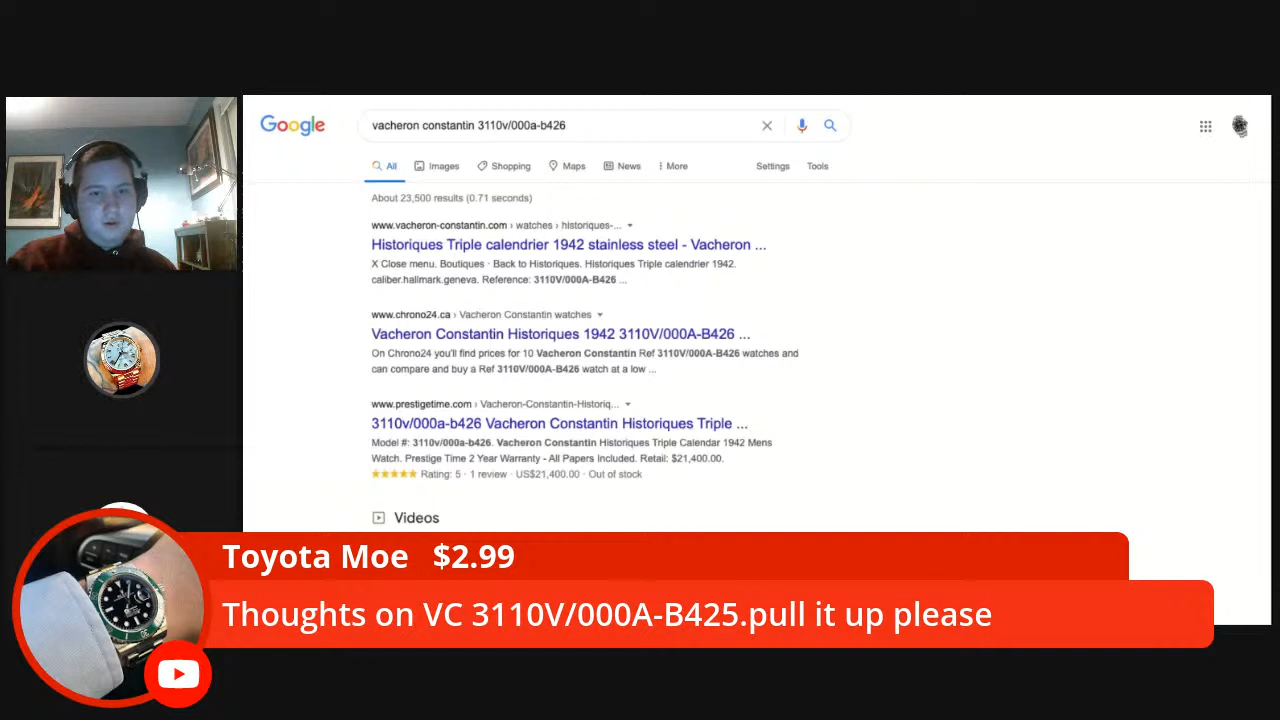 Google
vacheron constantin 3110v/000a-b426
All Images Shopping Maps News More Settings Tools
About 23,500 results (0.71 seconds)
www.vacheron-constantin.com › watches › historiques-...
Historiques Triple calendrier 1942 stainless steel - Vacheron ...
X Close menu. Boutiques · Back to Historiques. Historiques Triple calendrier 1942.
caliber.hallmark.geneva. Reference: 3110V/000A-B426 ...
www.chrono24.ca › Vacheron Constantin watches
Vacheron Constantin Historiques 1942 3110V/000A-B426 ...
On Chrono24 you'll find prices for 10 Vacheron Constantin Ref 3110V/000A-B426 watches and
can compare and buy a Ref 3110V/000A-B426 watch at a low ...
www.prestigetime.com › Vacheron-Constantin-Historiq...
3110v/000a-b426 Vacheron Constantin Historiques Triple ...
Model #: 3110v/000a-b426. Vacheron Constantin Historiques Triple Calendar 1942 Mens
Watch. Prestige Time 2 Year Warranty - All Papers Included. Retail: $21,400.00.
Rating: 5 · 1 review · US$21,400.00 · Out of stock
Videos
Toyota Moe $2.99
Thoughts on VC 3110V/000A-B425.pull it up please